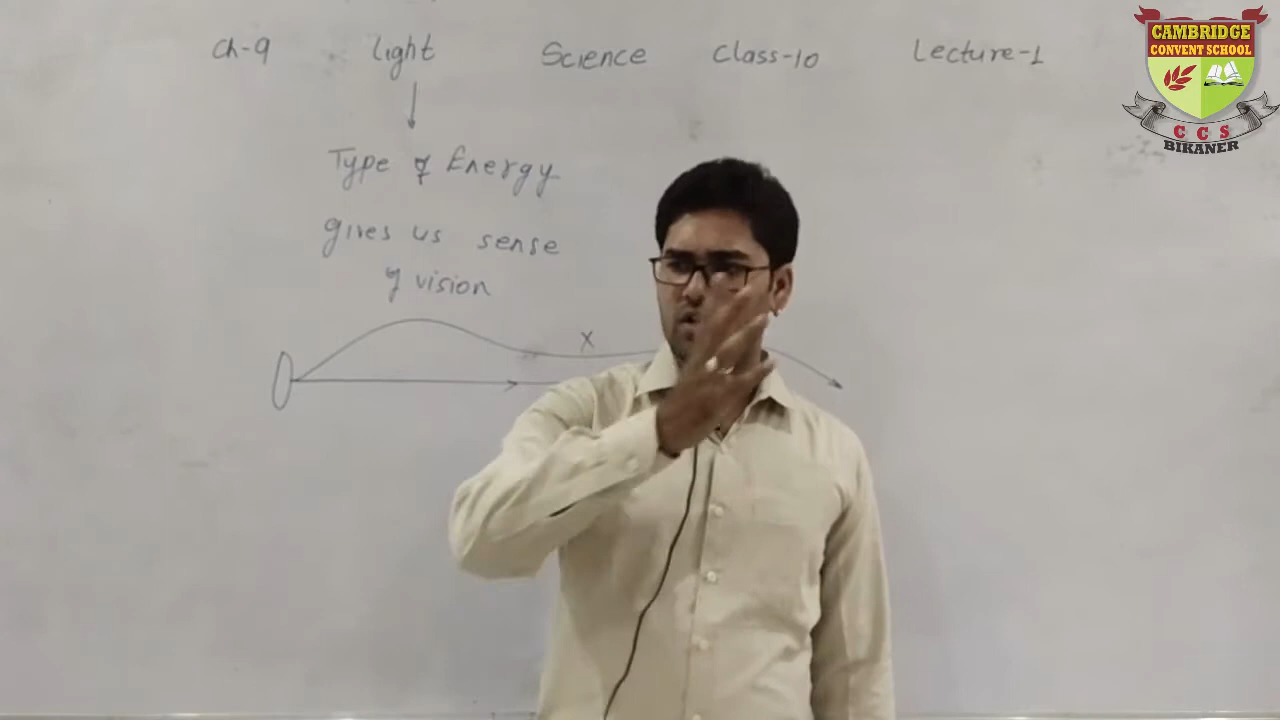 Ch-9 Light Science Class-10 Lecture-1
Type of Energy
gives us sense
of vision
X
CAMBRIDGE
CONVENT SCHOOL
C C S
BIKANER